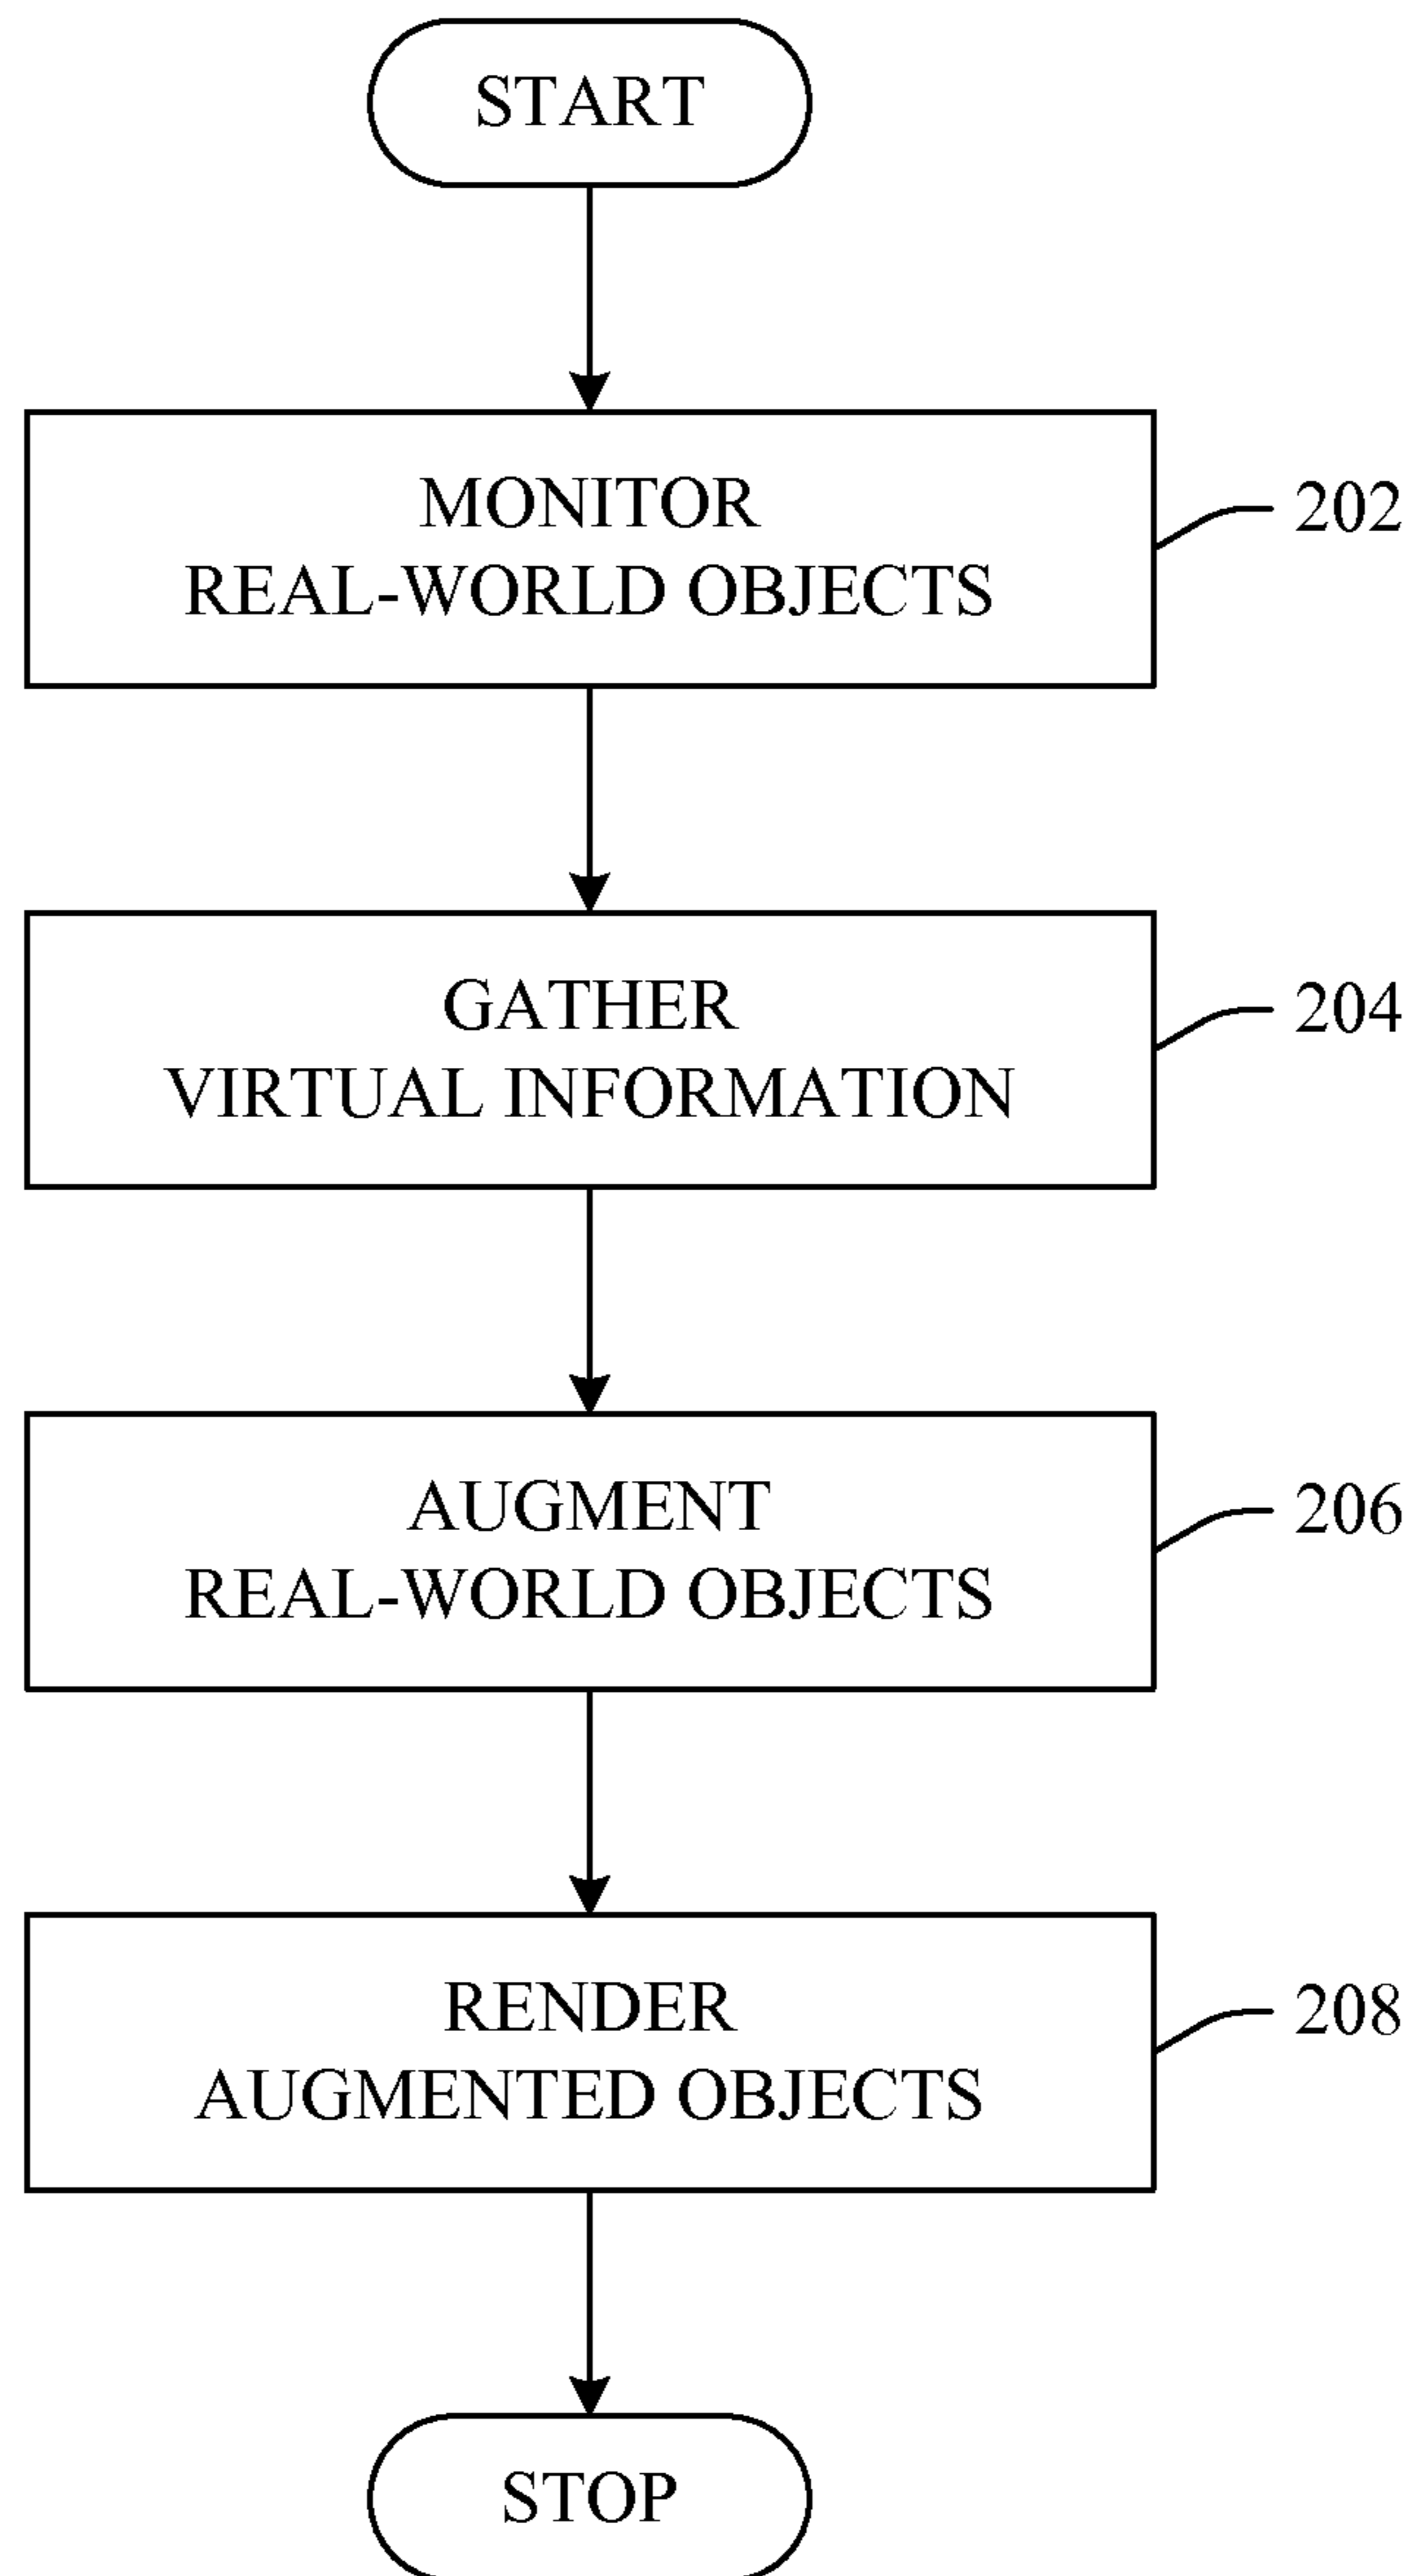 START
MONITOR
REAL-WORLD OBJECTS
202
GATHER
VIRTUAL INFORMATION
204
AUGMENT
REAL-WORLD OBJECTS
206
RENDER
AUGMENTED OBJECTS
208
STOP